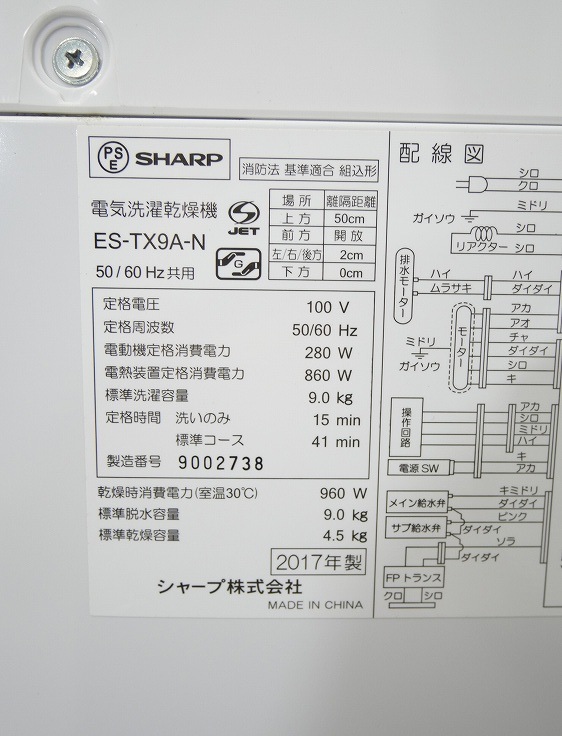 PSE SHARP
消防法 基準適合 組込形
電気洗濯乾燥機
JET
ES-TX9A-N
50/60 Hz共用
G
場所 離隔距離
上方 50cm
前方 開放
左/右/後方 2cm
下方 0cm
定格電圧 100 V
定格周波数 50/60 Hz
電動機定格消費電力 280 W
電熱装置定格消費電力 860 W
標準洗濯容量 9.0 kg
定格時間 洗いのみ 15 min
標準コース 41 min
製造番号 9002738
乾燥時消費電力(室温30℃) 960 W
標準脱水容量 9.0 kg
標準乾燥容量 4.5 kg
2017年製
シャープ株式会社
MADE IN CHINA
配線図
シロ
クロ
ミドリ
ガイソウ
シロ
リアクター シロ
排水モーター
ハイ ハイ
ムラサキ ダイダイ
アカ
アオ
ミドリ
チャ
モーター
ダイダイ
ガイソウ
シロ
キ
操作回路
アカ
シロ
ミドリ
ハイ
キ
電源SW アカ
キミドリ
メイン給水弁 ダイダイ
ピンク
サブ給水弁 ダイダイ
ソラ
ダイダイ
FPトランス
クロ シロ